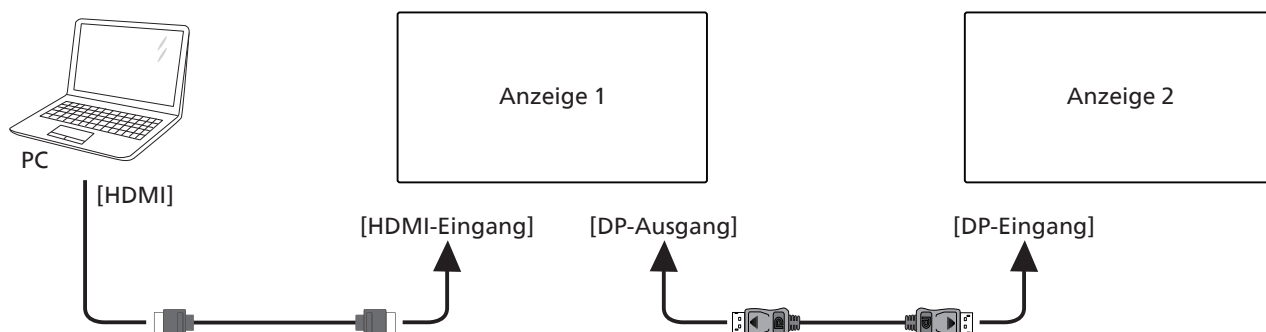 Anzeige 1
Anzeige 2
PC
[HDMI]
[HDMI-Eingang]
[DP-Ausgang]
[DP-Eingang]